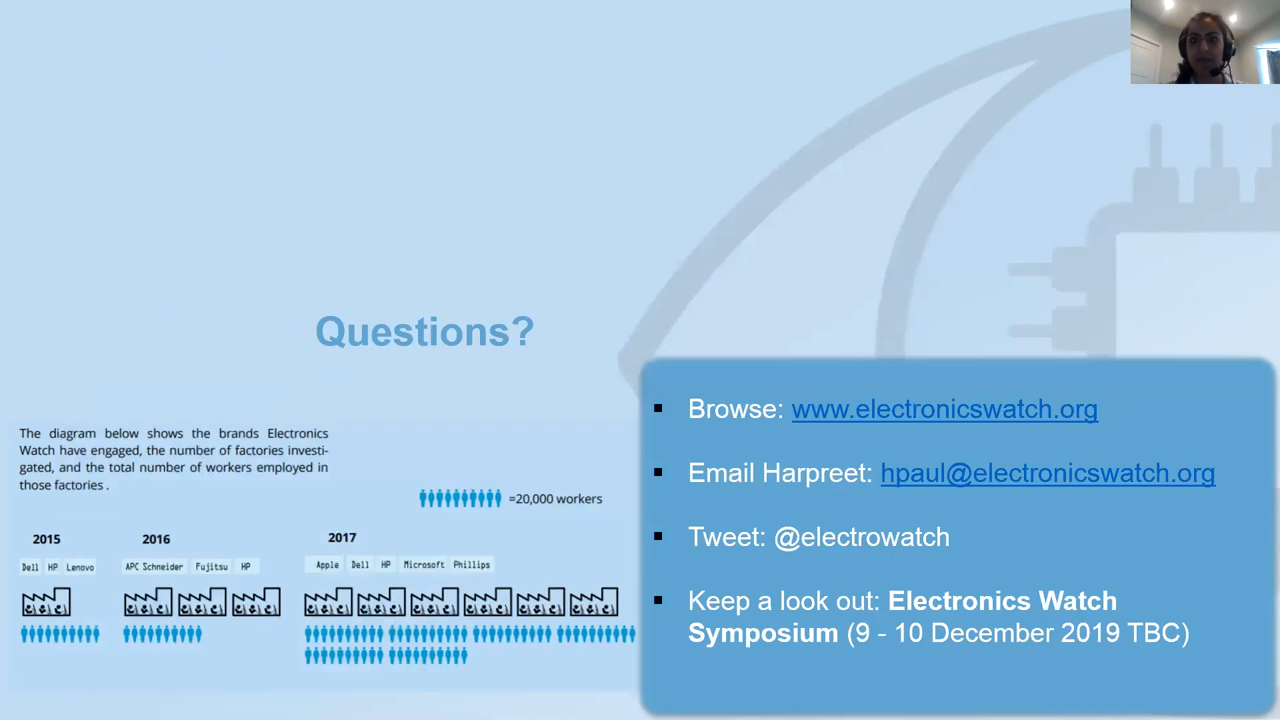 Questions?
The diagram below shows the brands Electronics
Watch have engaged, the number of factories investi-
gated, and the total number of workers employed in
those factories .
=20,000 workers
2015
Dell HP Lenovo
2016
APC Schneider Fujitsu HP
2017
Apple Dell HP Microsoft Phillips
Browse: www.electronicswatch.org
Email Harpreet: hpaul@electronicswatch.org
Tweet: @electrowatch
Keep a look out: Electronics Watch
Symposium (9 - 10 December 2019 TBC)